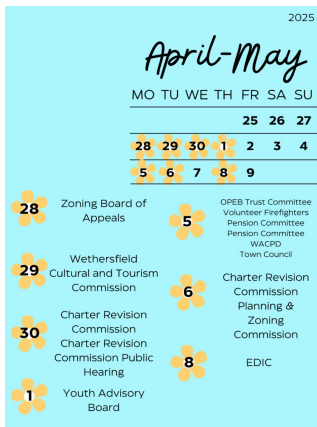 2025
April-May
MO TU WE TH FR SA SU
25 26 27
28 29 30 1 2 3 4
5 6 7 8 9
28
Zoning Board of
Appeals
29
Wethersfield
Cultural and Tourism
Commission
30
Charter Revision
Commission
Charter Revision
Commission Public
Hearing
1
Youth Advisory
Board
5
OPEB Trust Committee
Volunteer Firefighters
Pension Committee
Pension Committee
WACPD
Town Council
6
Charter Revision
Commission
Planning &
Zoning
Commission
8
EDIC